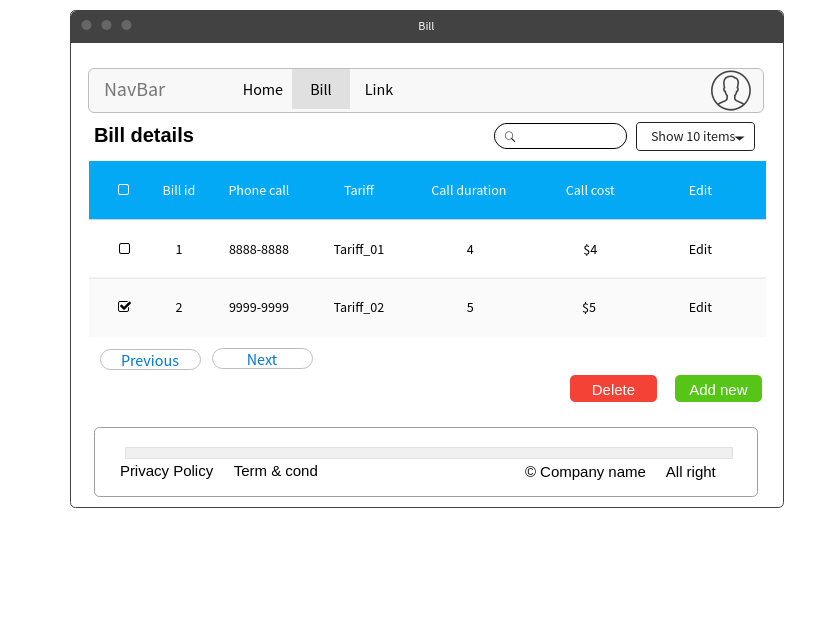 Bill
NavBar Home Bill Link
Bill details Show 10 items
Bill id Phone call Tariff Call duration Call cost Edit
1 8888-8888 Tariff_01 4 $4 Edit
2 9999-9999 Tariff_02 5 $5 Edit
Previous Next
Delete Add new
Privacy Policy Term & cond © Company name All right